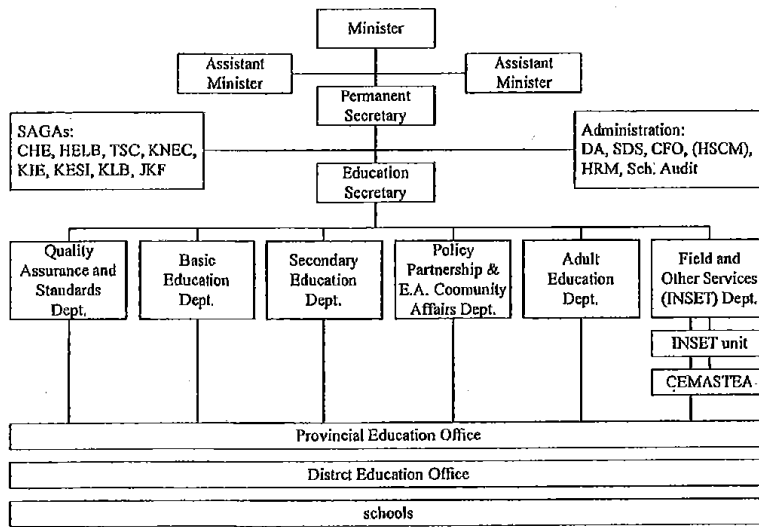 Minister
Assistant
Minister
Assistant
Minister
Permanent
Secretary
SAGAs:
CHE, HELB, TSC, KNEC,
KIE, KESI, KLB, JKF
Administration:
DA, SDS, CFO, (HSCM),
HRM, Sch. Audit
Education
Secretary
Quality
Assurance and
Standards
Dept.
Basic
Education
Dept.
Secondary
Education
Dept.
Policy
Partnership &
E.A. Coomunity
Affairs Dept.
Adult
Education
Dept.
Field and
Other Services
(INSET) Dept.
INSET unit
CEMASTEA
Provincial Education Office
Distrct Education Office
schools